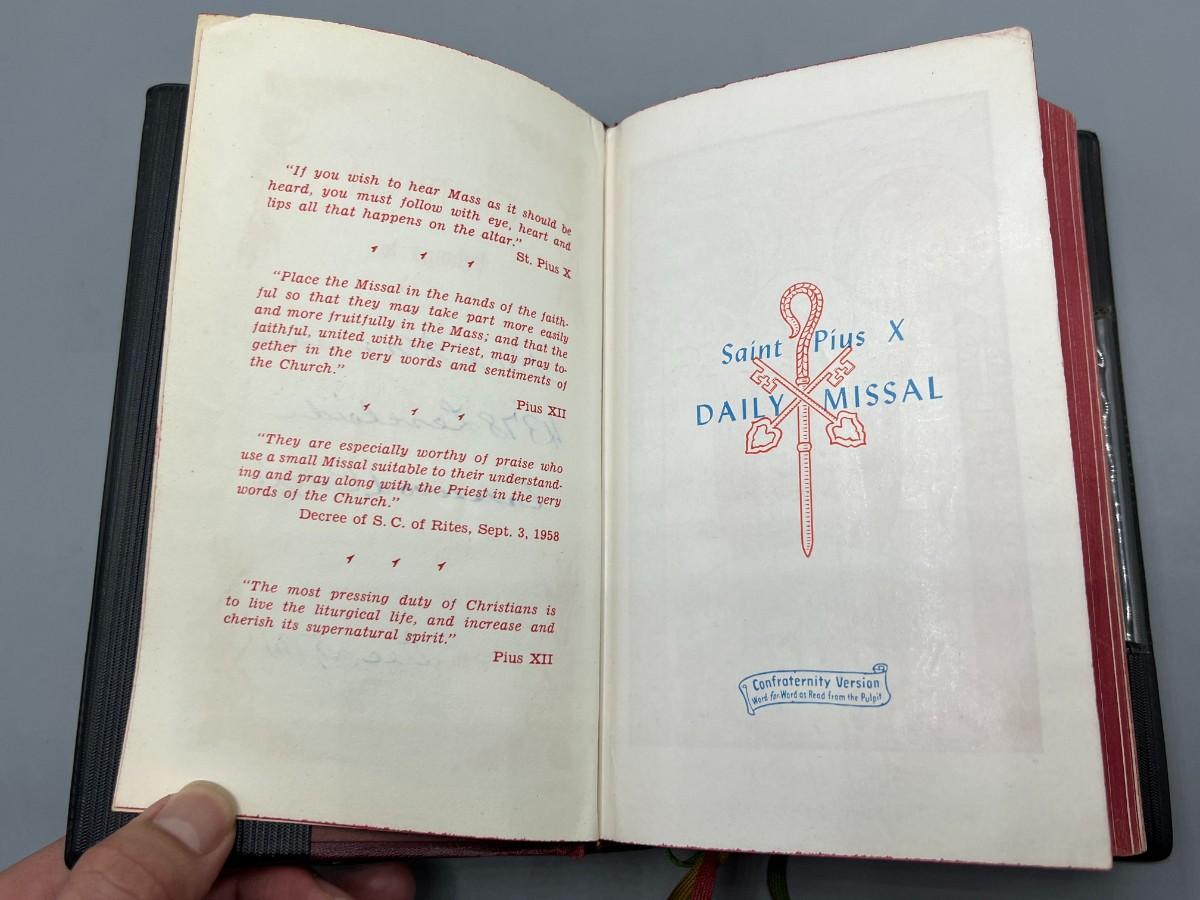 "If you wish to hear Mass as it should be
heard, you must follow with eye, heart and
lips all that happens on the altar."
St. Pius X
"Place the Missal in the hands of the faith-
ful so that they may take part more easily
and more fruitfully in the Mass; and that the
faithful, united with the Priest, may pray to-
gether in the very words and sentiments of
the Church."
Pius XII
"They are especially worthy of praise who
use a small Missal suitable to their understand-
ing and pray along with the Priest in the very
words of the Church."
Decree of S. C. of Rites, Sept. 3, 1958
"The most pressing duty of Christians is
to live the liturgical life, and increase and
cherish its supernatural spirit."
Pius XII
Saint Pius X
DAILY MISSAL
Confraternity Version
Word for Word as Read from the Pulpit